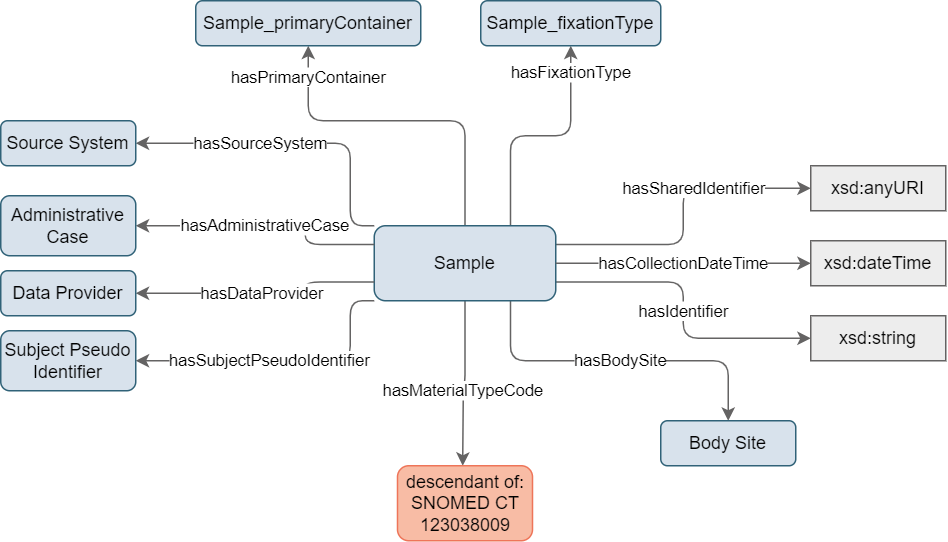 Sample_primaryContainer
Sample_fixationType
hasPrimaryContainer
hasFixationType
Source System
hasSourceSystem
hasSharedIdentifier
xsd:anyURI
Administrative
Case
hasAdministrativeCase
Sample
hasCollectionDateTime
xsd:dateTime
Data Provider
hasDataProvider
hasIdentifier
xsd:string
Subject Pseudo
Identifier
hasSubjectPseudoIdentifier
hasBodySite
hasMaterialTypeCode
Body Site
descendant of:
SNOMED CT
123038009